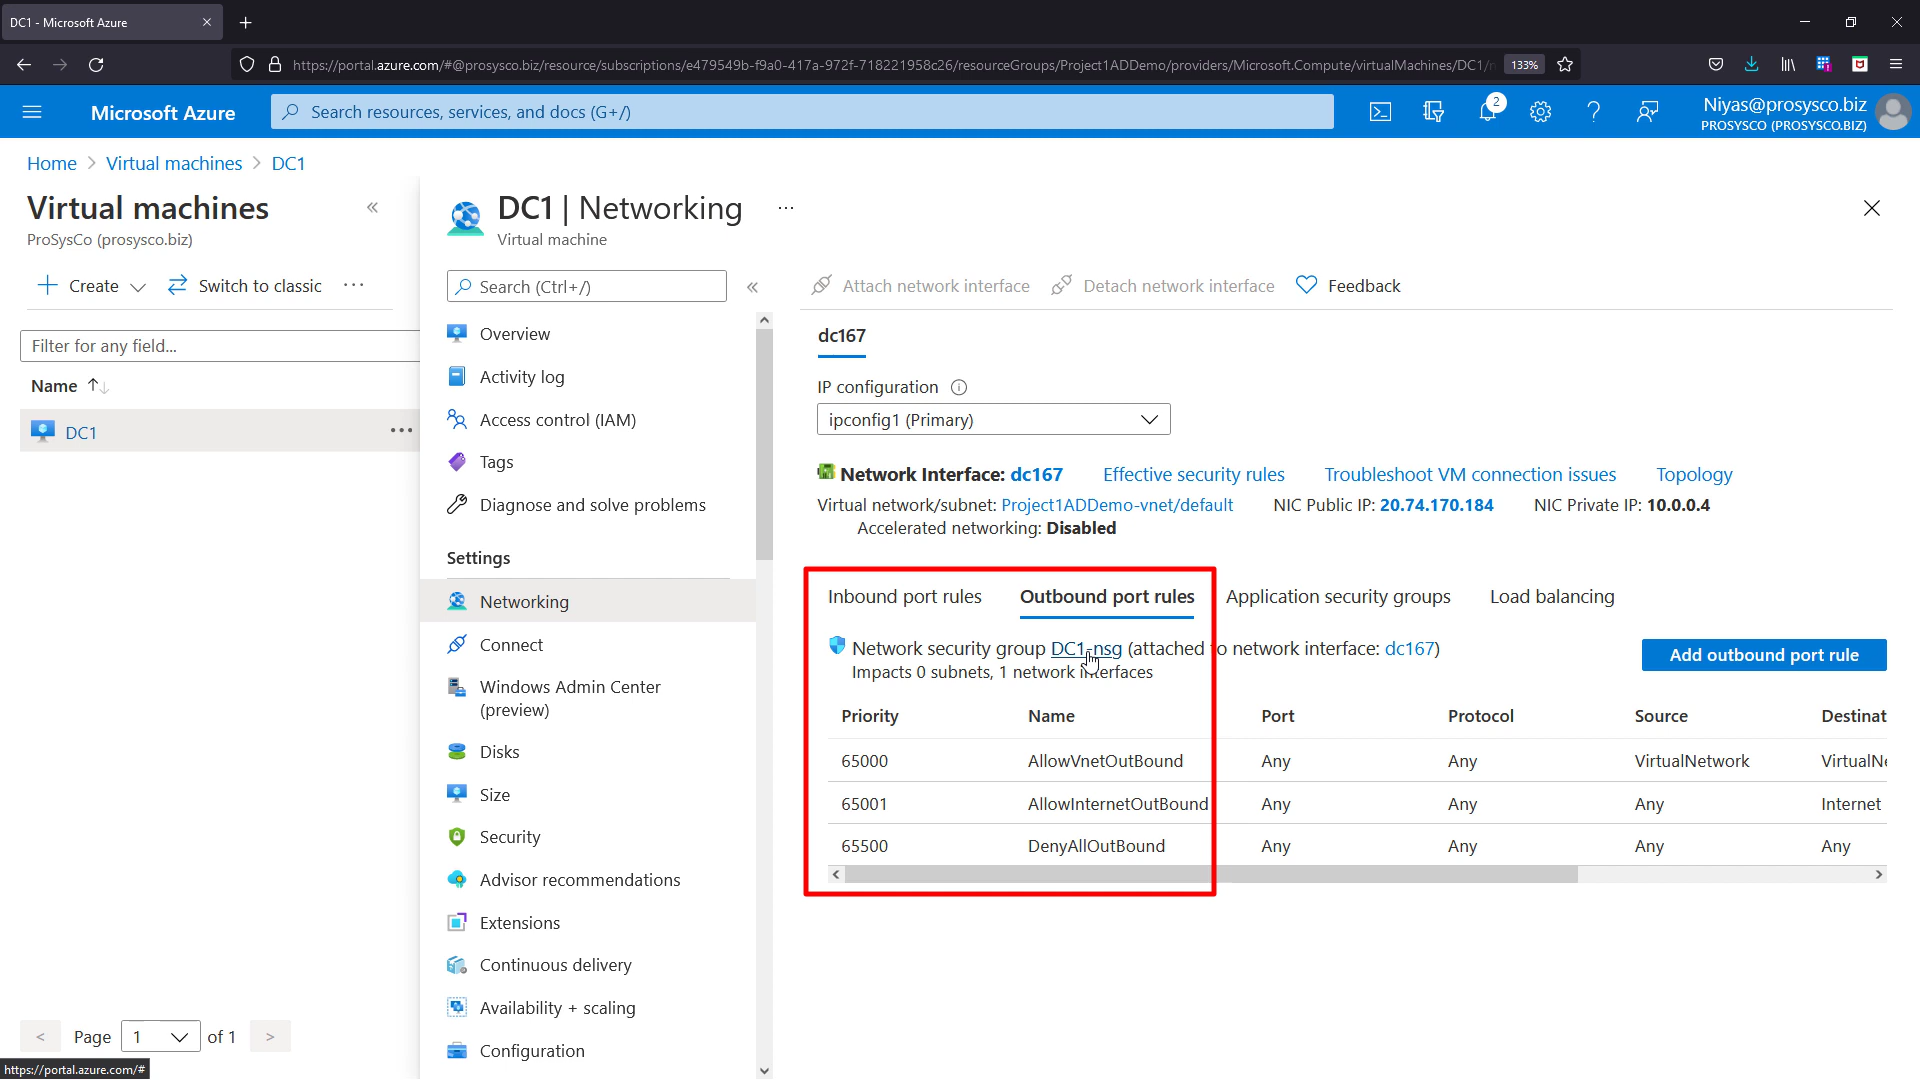 DC1 - Microsoft Azure
https://portal.azure.com/#@prosysco.biz/resource/subscriptions/e479549b-f9a0-417a-972f-718221958c26/resourceGroups/Project1ADDemo/providers/Microsoft.Compute/virtualMachines/DC1/
133%
Microsoft Azure
Search resources, services, and docs (G+/)
2
Niyas@prosysco.biz
PROSYSCO (PROSYSCO.BIZ)
Home > Virtual machines > DC1
Virtual machines
ProSysCo (prosysco.biz)
Create
Switch to classic
Filter for any field...
Name
DC1
Page 1 of 1
https://portal.azure.com/#
DC1 | Networking
Virtual machine
Search (Ctrl+/)
Overview
Activity log
Access control (IAM)
Tags
Diagnose and solve problems
Settings
Networking
Connect
Windows Admin Center
(preview)
Disks
Size
Security
Advisor recommendations
Extensions
Continuous delivery
Availability + scaling
Configuration
Attach network interface
Detach network interface
Feedback
dc167
IP configuration
ipconfig1 (Primary)
Network Interface: dc167 Effective security rules Troubleshoot VM connection issues Topology
Virtual network/subnet: Project1ADDemo-vnet/default NIC Public IP: 20.74.170.184 NIC Private IP: 10.0.0.4
Accelerated networking: Disabled
Inbound port rules Outbound port rules Application security groups Load balancing
Network security group DC1-nsg (attached to network interface: dc167)
Impacts 0 subnets, 1 network interfaces
Add outbound port rule
Priority Name Port Protocol Source Destinat
65000 AllowVnetOutBound Any Any VirtualNetwork VirtualNe
65001 AllowInternetOutBound Any Any Any Internet
65500 DenyAllOutBound Any Any Any Any